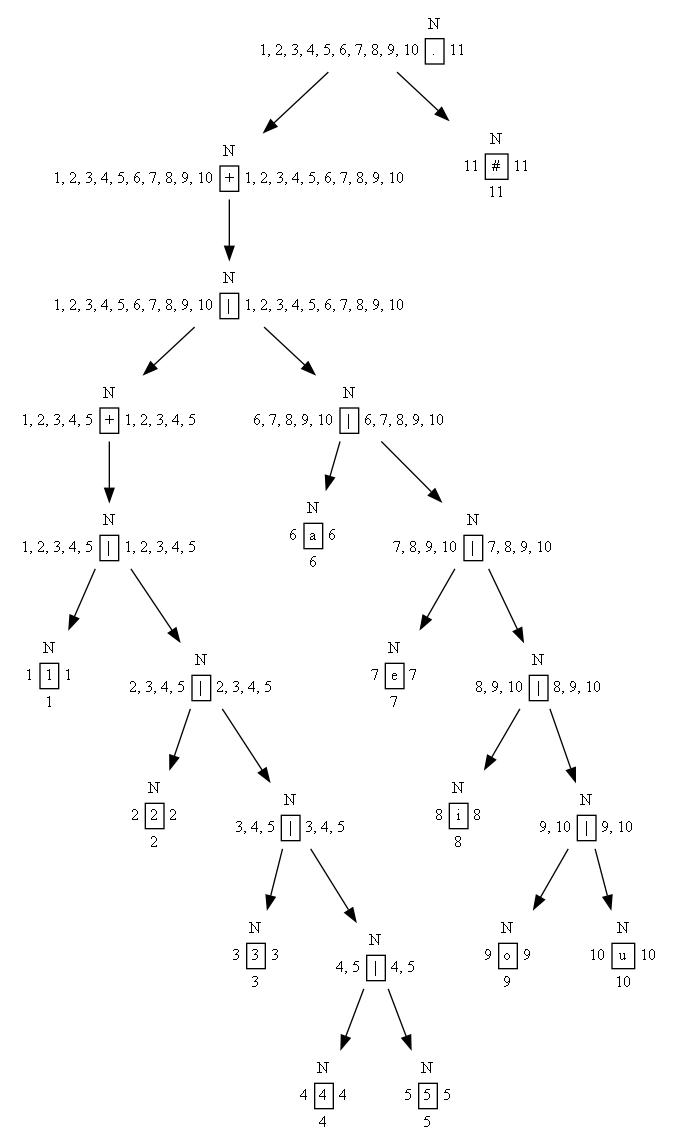 N
1, 2, 3, 4, 5, 6, 7, 8, 9, 10 . 11
N
11 # 11
11
N
1, 2, 3, 4, 5, 6, 7, 8, 9, 10 + 1, 2, 3, 4, 5, 6, 7, 8, 9, 10
N
1, 2, 3, 4, 5, 6, 7, 8, 9, 10 | 1, 2, 3, 4, 5, 6, 7, 8, 9, 10
N
1, 2, 3, 4, 5 + 1, 2, 3, 4, 5
N
6, 7, 8, 9, 10 | 6, 7, 8, 9, 10
N
6 a 6
6
N
1, 2, 3, 4, 5 | 1, 2, 3, 4, 5
N
7, 8, 9, 10 | 7, 8, 9, 10
N
1 1 1
1
N
2, 3, 4, 5 | 2, 3, 4, 5
N
7 e 7
7
N
8, 9, 10 | 8, 9, 10
N
2 2 2
2
N
3, 4, 5 | 3, 4, 5
N
8 i 8
8
N
9, 10 | 9, 10
N
3 3 3
3
N
4, 5 | 4, 5
N
9 o 9
9
N
10 u 10
10
N
4 4 4
4
N
5 5 5
5